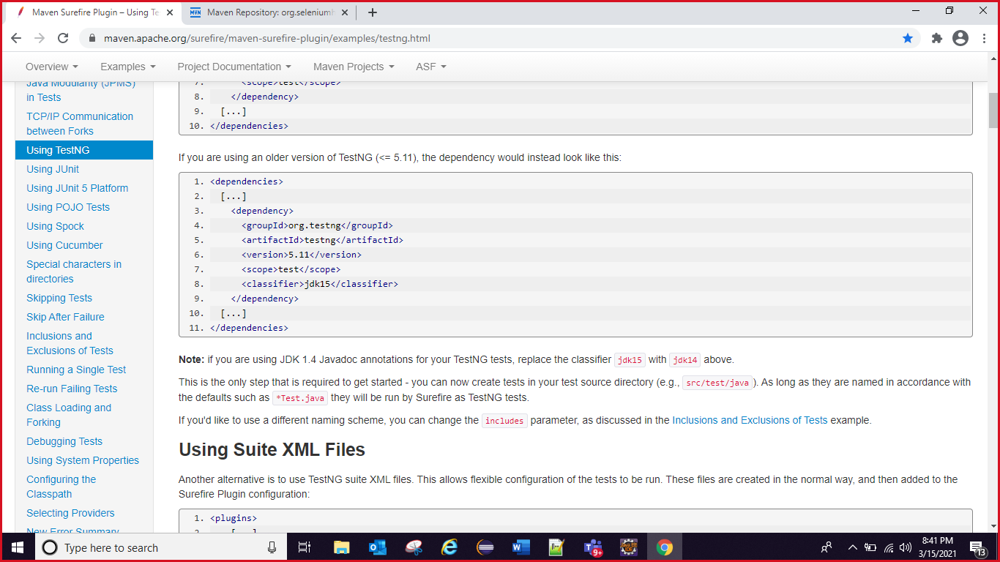 Maven Surefire Plugin – Using Te
Maven Repository: org.seleniumh
maven.apache.org/surefire/maven-surefire-plugin/examples/testng.html
Overview
Examples
Project Documentation
Maven Projects
ASF
Java Modularity (JPMS)
in Tests
TCP/IP Communication
between Forks
Using TestNG
Using JUnit
Using JUnit 5 Platform
Using POJO Tests
Using Spock
Using Cucumber
Special characters in
directories
Skipping Tests
Skip After Failure
Inclusions and
Exclusions of Tests
Running a Single Test
Re-run Failing Tests
Class Loading and
Forking
Debugging Tests
Using System Properties
Configuring the
Classpath
Selecting Providers
New Error Summary
7. <scope>test</scope>
8. </dependency>
9. [...]
10. </dependencies>
If you are using an older version of TestNG (<= 5.11), the dependency would instead look like this:
1. <dependencies>
2. [...]
3. <dependency>
4. <groupId>org.testng</groupId>
5. <artifactId>testng</artifactId>
6. <version>5.11</version>
7. <scope>test</scope>
8. <classifier>jdk15</classifier>
9. </dependency>
10. [...]
11. </dependencies>
Note: if you are using JDK 1.4 Javadoc annotations for your TestNG tests, replace the classifier jdk15 with jdk14 above.
This is the only step that is required to get started - you can now create tests in your test source directory (e.g., src/test/java). As long as they are named in accordance with
the defaults such as *Test.java they will be run by Surefire as TestNG tests.
If you'd like to use a different naming scheme, you can change the includes parameter, as discussed in the Inclusions and Exclusions of Tests example.
Using Suite XML Files
Another alternative is to use TestNG suite XML files. This allows flexible configuration of the tests to be run. These files are created in the normal way, and then added to the
Surefire Plugin configuration:
1. <plugins>
2. [...]
Type here to search
9+
8:41 PM
3/15/2021
13